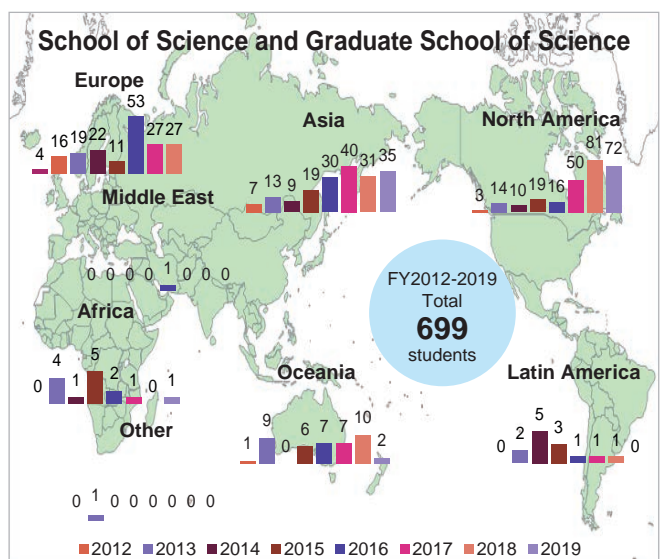 School of Science and Graduate School of Science
Europe
4 16 19 22 11 53 27 27
Asia
7 13 9 19 30 40 31 35
North America
3 14 10 19 16 50 81 72
Middle East
0 0 0 0 1 0 0 0
FY2012-2019
Total
699
students
Africa
0 4 1 5 2 1 0 1
Oceania
1 9 0 6 7 7 10 2
Latin America
0 2 5 3 1 1 1 0
Other
0 1 0 0 0 0 0 0
2012 2013 2014 2015 2016 2017 2018 2019